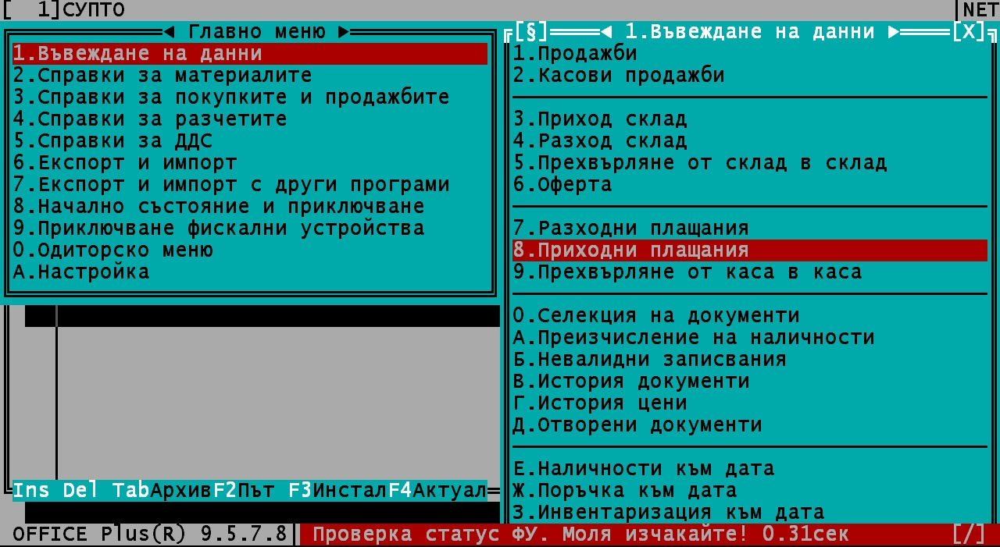 [  1]СУПТО NET
◄ Главно меню ►
1.Въвеждане на данни
2.Справки за материалите
3.Справки за покупките и продажбите
4.Справки за разчетите
5.Справки за ДДС
6.Експорт и импорт
7.Експорт и импорт с други програми
8.Начално състояние и приключване
9.Приключване фискални устройства
0.Одиторско меню
А.Настройка
[§] ◄ 1.Въвеждане на данни ► [X]
1.Продажби
2.Касови продажби
3.Приход склад
4.Разход склад
5.Прехвърляне от склад в склад
6.Оферта
7.Разходни плащания
8.Приходни плащания
9.Прехвърляне от каса в каса
0.Селекция на документи
А.Преизчисление на наличности
Б.Невалидни записвания
В.История документи
Г.История цени
Д.Отворени документи
Е.Наличности към дата
Ж.Поръчка към дата
З.Инвентаризация към дата
Ins Del TabАрхивF2Път F3ИнсталF4Актуал
OFFICE Plus(R) 9.5.7.8 Проверка статус ФУ. Моля изчакайте! 0.31сек [/]